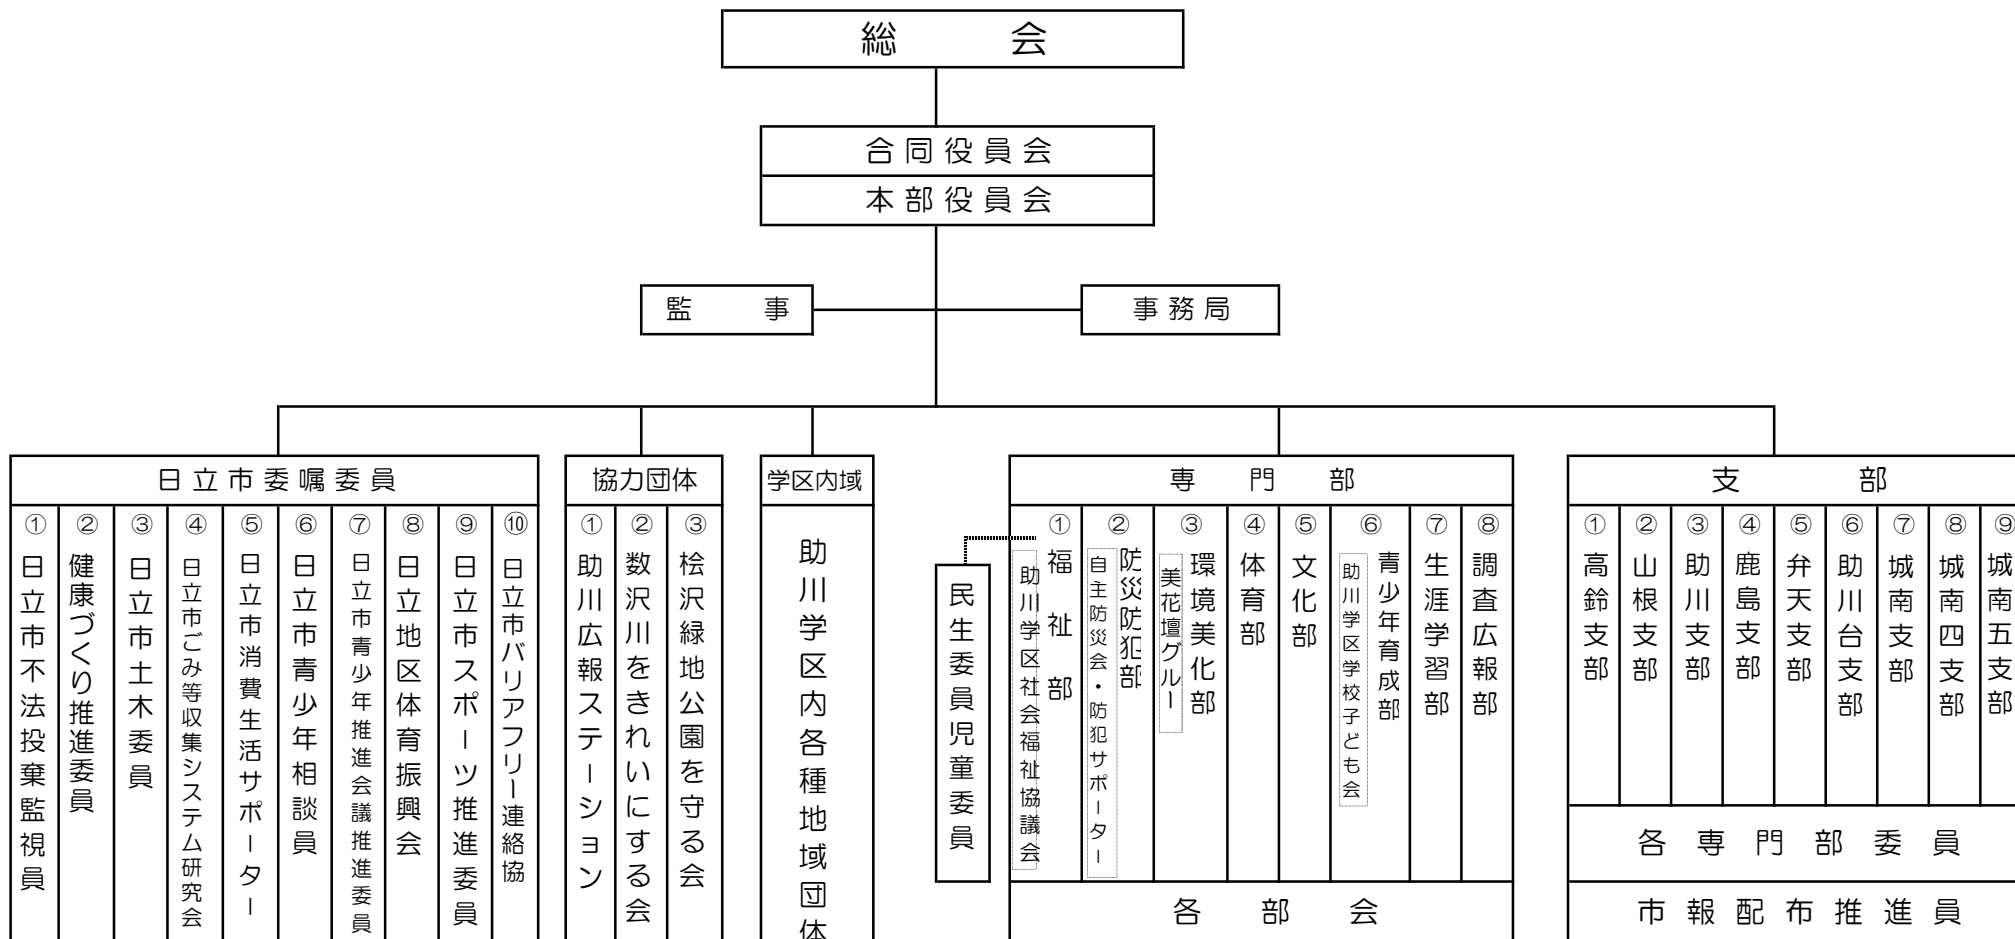 総会
合同役員会
本部役員会
監事
事務局
日立市委嘱委員
①日立市不法投棄監視員
②健康づくり推進委員
③日立市土木委員
④日立市ごみ等収集システム研究会
⑤日立市消費生活サポーター
⑥日立市青少年相談員
⑦日立市青少年推進会議推進委員
⑧日立地区体育振興会
⑨日立市スポーツ推進委員
⑩日立市バリアフリー連絡協
協力団体
①助川広報ステーション
②数沢川をきれいにする会
③桧沢緑地公園を守る会
学区内域
助川学区内各種地域団体
民生委員児童委員
専門部
①福祉部
助川学区社会福祉協議会
②防災防犯部
自主防災会・防犯サポーター
③環境美化部
美花壇グルー
④体育部
⑤文化部
⑥青少年育成部
助川学区学校子ども会
⑦生涯学習部
⑧調査広報部
各部会
支部
①高鈴支部
②山根支部
③助川支部
④鹿島支部
⑤弁天支部
⑥助川台支部
⑦城南支部
⑧城南四支部
⑨城南五支部
各専門部委員
市報配布推進員